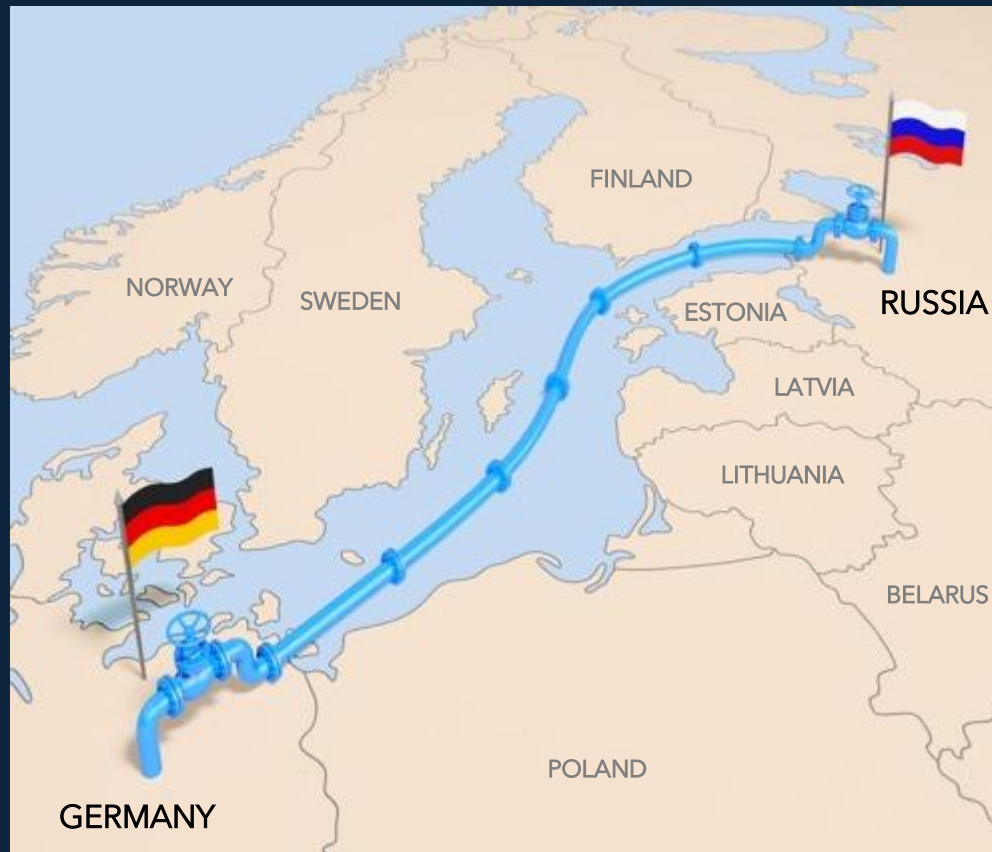 FINLAND
NORWAY
SWEDEN
RUSSIA
ESTONIA
LATVIA
LITHUANIA
BELARUS
POLAND
GERMANY